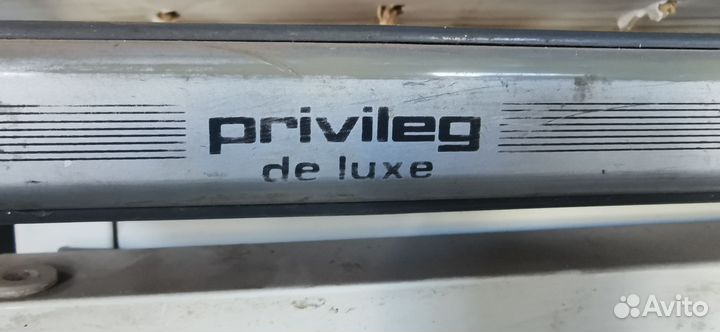 privileg
de luxe
Avito